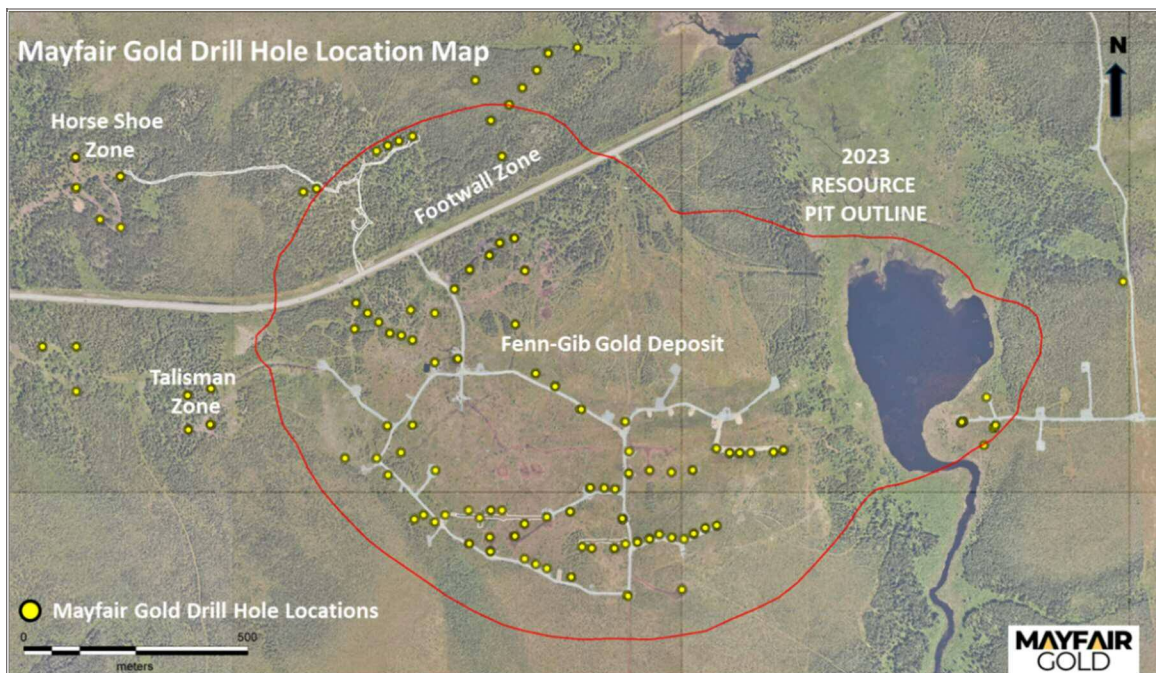 Mayfair Gold Drill Hole Location Map
N
Horse Shoe
Zone
Footwall Zone
2023
RESOURCE
PIT OUTLINE
Fenn-Gib Gold Deposit
Talisman
Zone
Mayfair Gold Drill Hole Locations
0 500
meters
MAYFAIR
GOLD